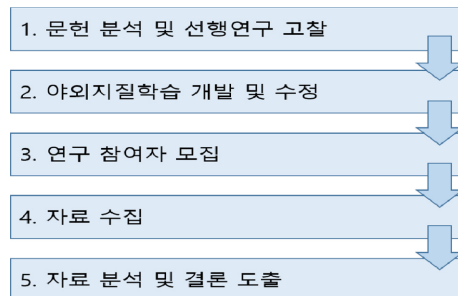 1. 문헌 분석 및 선행연구 고찰
2. 야외지질학습 개발 및 수정
3. 연구 참여자 모집
4. 자료 수집
5. 자료 분석 및 결론 도출